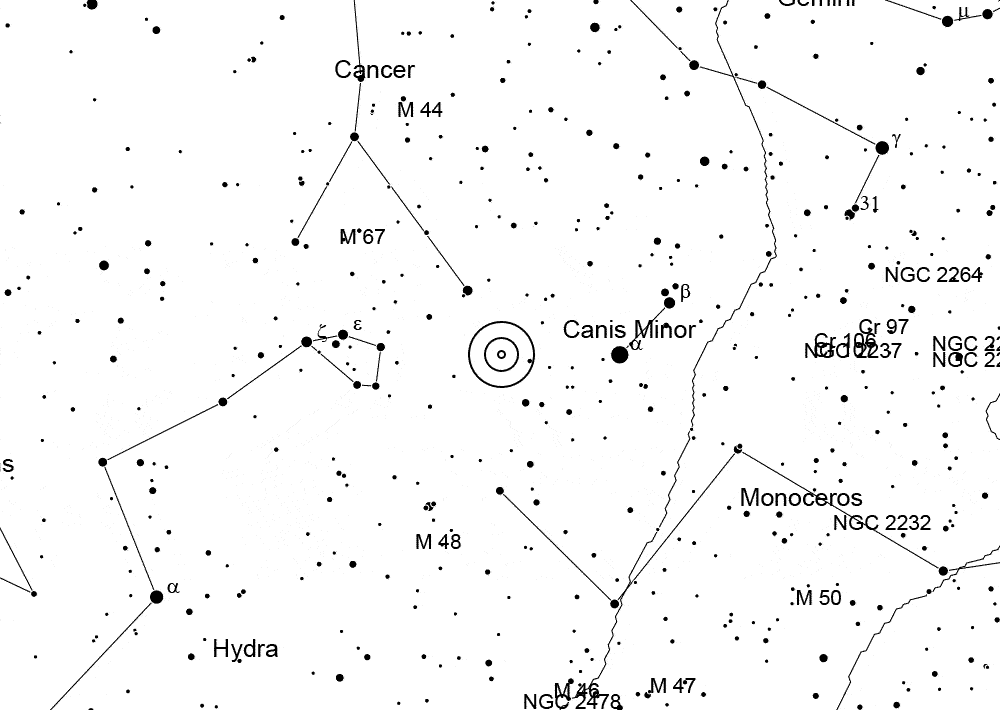 Gemini
μ
Cancer
M 44
γ
31
M 67
NGC 2264
β
Cr 97
ζ
ε
Canis Minor
α
Cr 106
NGC 2237
s
Monoceros
NGC 2232
M 48
α
M 50
Hydra
M 46
M 47
NGC 2478